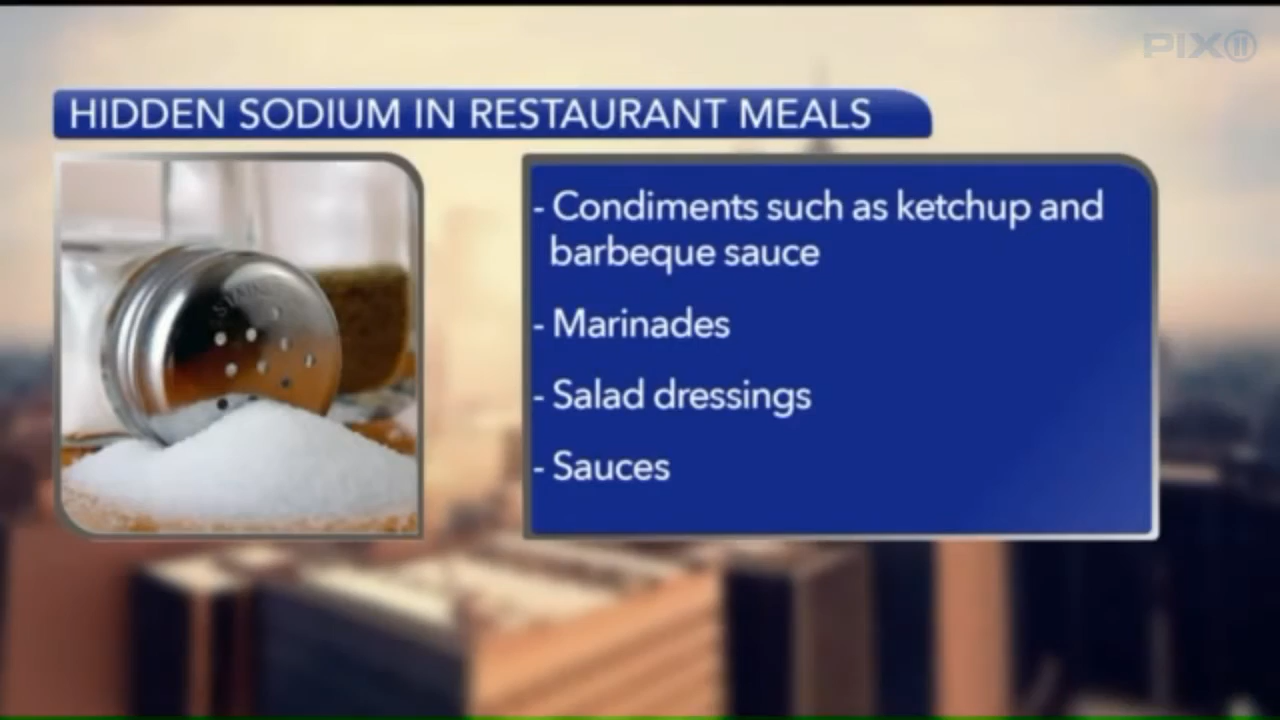 PIX11
HIDDEN SODIUM IN RESTAURANT MEALS
- Condiments such as ketchup and
barbeque sauce
- Marinades
- Salad dressings
- Sauces